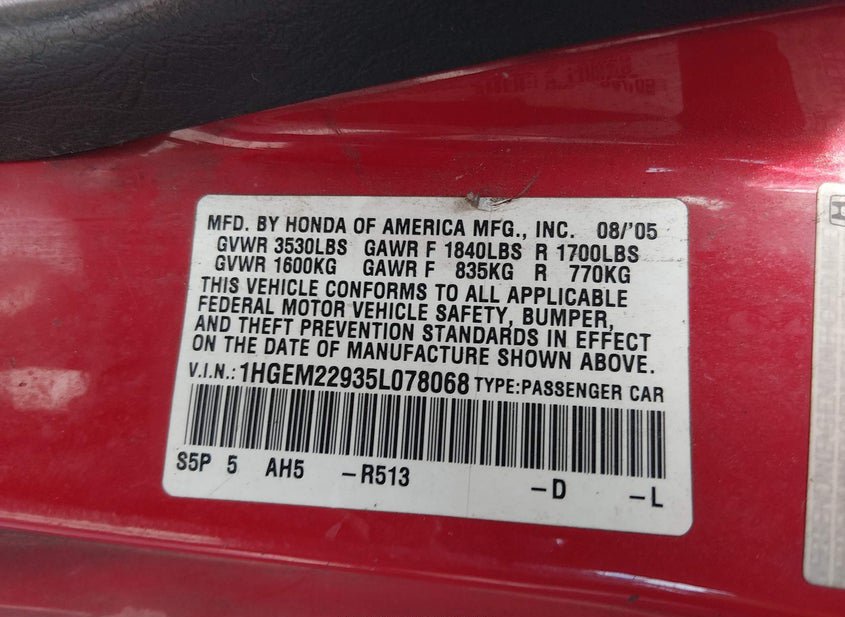 MFD. BY HONDA OF AMERICA MFG., INC. 08/'05
GVWR 3530LBS GAWR F 1840LBS R 1700LBS
GVWR 1600KG GAWR F 835KG R 770KG
THIS VEHICLE CONFORMS TO ALL APPLICABLE
FEDERAL MOTOR VEHICLE SAFETY, BUMPER,
AND THEFT PREVENTION STANDARDS IN EFFECT
ON THE DATE OF MANUFACTURE SHOWN ABOVE.
V.I.N.: 1HGEM22935L078068 TYPE:PASSENGER CAR
S5P 5 AH5 –R513 –D –L